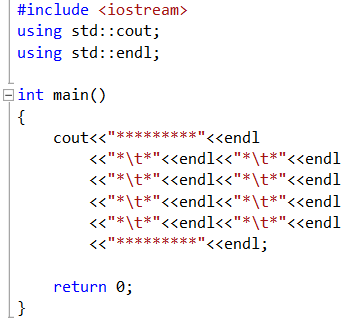 #include <iostream>
using std::cout;
using std::endl;

int main()
{
    cout<<"*********"<<endl
        <<"*\t*"<<endl<<"*\t*"<<endl
        <<"*\t*"<<endl<<"*\t*"<<endl
        <<"*\t*"<<endl<<"*\t*"<<endl
        <<"*\t*"<<endl<<"*\t*"<<endl
        <<"*********"<<endl;

    return 0;
}